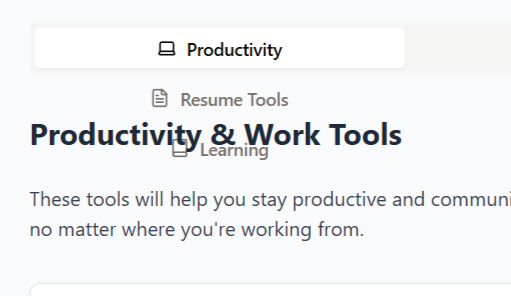 Productivity
Resume Tools
Productivity & Work Tools
Learning
These tools will help you stay productive and communi
no matter where you're working from.